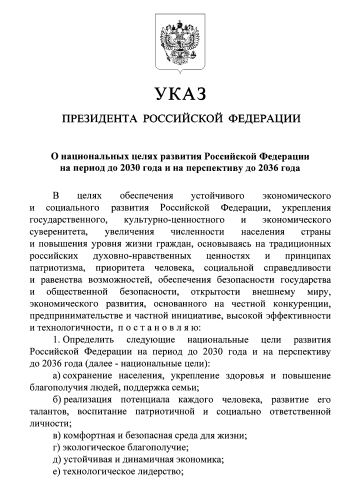 УКАЗ
ПРЕЗИДЕНТА РОССИЙСКОЙ ФЕДЕРАЦИИ
О национальных целях развития Российской Федерации
на период до 2030 года и на перспективу до 2036 года
В целях обеспечения устойчивого экономического
и социального развития Российской Федерации, укрепления
государственного, культурно-ценностного и экономического
суверенитета, увеличения численности населения страны
и повышения уровня жизни граждан, основываясь на традиционных
российских духовно-нравственных ценностях и принципах
патриотизма, приоритета человека, социальной справедливости
и равенства возможностей, обеспечения безопасности государства
и общественной безопасности, открытости внешнему миру,
экономического развития, основанного на честной конкуренции,
предпринимательстве и частной инициативе, высокой эффективности
и технологичности, п о с т а н о в л я ю:
1. Определить следующие национальные цели развития
Российской Федерации на период до 2030 года и на перспективу
до 2036 года (далее - национальные цели):
а) сохранение населения, укрепление здоровья и повышение
благополучия людей, поддержка семьи;
б) реализация потенциала каждого человека, развитие его
талантов, воспитание патриотичной и социально ответственной
личности;
в) комфортная и безопасная среда для жизни;
г) экологическое благополучие;
д) устойчивая и динамичная экономика;
е) технологическое лидерство;